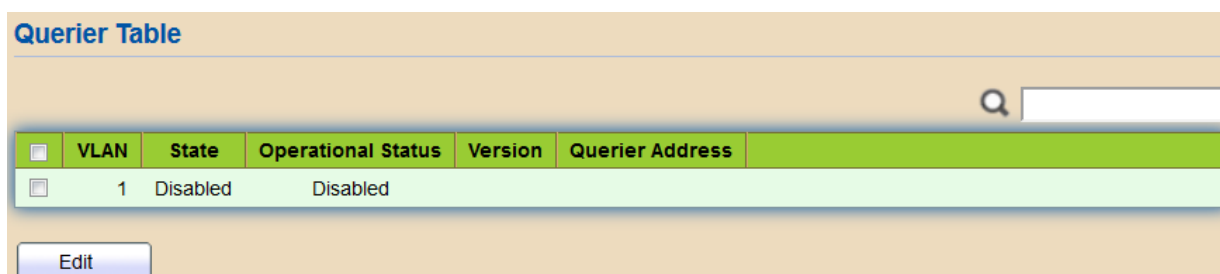 Querier Table
VLAN State Operational Status Version Querier Address
1 Disabled Disabled
Edit